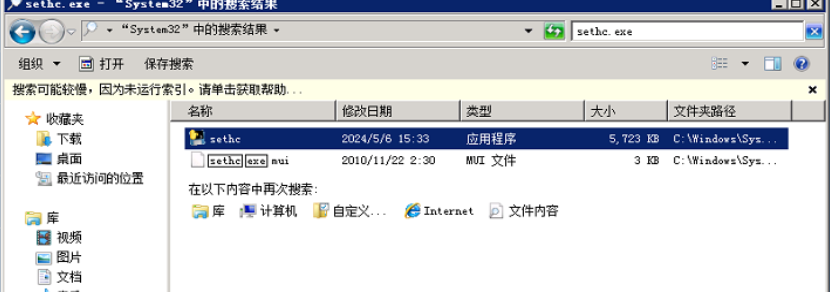 sethc.exe - “System32”中的搜索结果
“System32”中的搜索结果
sethc.exe
组织 打开 保存搜索
搜索可能较慢，因为未运行索引。请单击获取帮助...
收藏夹
下载
桌面
最近访问的位置
库
视频
图片
文档
名称 修改日期 类型 大小 文件夹路径
sethc 2024/5/6 15:33 应用程序 5,723 KB C:\Windows\Sys...
sethc exe mui 2010/11/22 2:30 MUI 文件 3 KB C:\Windows\Sys...
在以下内容中再次搜索:
库 计算机 自定义... Internet 文件内容